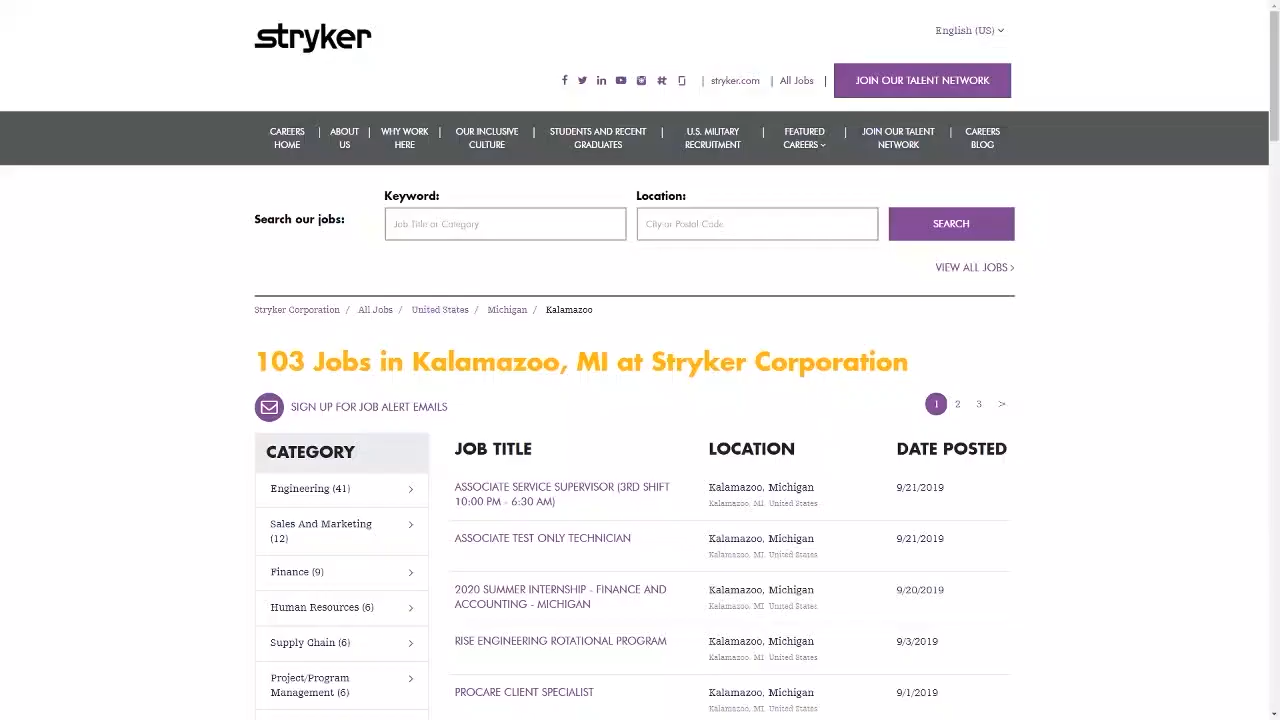 stryker
English (US)
stryker.com | All Jobs |
JOIN OUR TALENT NETWORK
CAREERS HOME | ABOUT US | WHY WORK HERE | OUR INCLUSIVE CULTURE | STUDENTS AND RECENT GRADUATES | U.S. MILITARY RECRUITMENT | FEATURED CAREERS | JOIN OUR TALENT NETWORK | CAREERS BLOG
Search our jobs:
Keyword:
Job Title or Category
Location:
City or Postal Code
SEARCH
VIEW ALL JOBS >
Stryker Corporation / All Jobs / United States / Michigan / Kalamazoo
103 Jobs in Kalamazoo, MI at Stryker Corporation
SIGN UP FOR JOB ALERT EMAILS
1 2 3 >
CATEGORY
Engineering (41)
Sales And Marketing
(12)
Finance (9)
Human Resources (6)
Supply Chain (6)
Project/Program
Management (6)
JOB TITLE LOCATION DATE POSTED
ASSOCIATE SERVICE SUPERVISOR (3RD SHIFT
10:00 PM - 6:30 AM)
Kalamazoo, Michigan
Kalamazoo, MI, United States
9/21/2019
ASSOCIATE TEST ONLY TECHNICIAN
Kalamazoo, Michigan
Kalamazoo, MI, United States
9/21/2019
2020 SUMMER INTERNSHIP - FINANCE AND
ACCOUNTING - MICHIGAN
Kalamazoo, Michigan
Kalamazoo, MI, United States
9/20/2019
RISE ENGINEERING ROTATIONAL PROGRAM
Kalamazoo, Michigan
Kalamazoo, MI, United States
9/3/2019
PROCARE CLIENT SPECIALIST
Kalamazoo, Michigan
Kalamazoo, MI, United States
9/1/2019